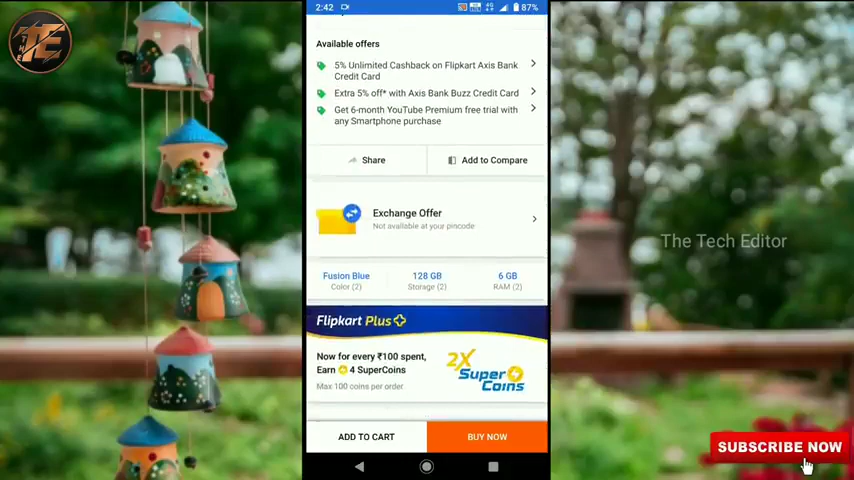 2:42
87%
TE
THE
Available offers
5% Unlimited Cashback on Flipkart Axis Bank
Credit Card
Extra 5% off* with Axis Bank Buzz Credit Card
Get 6-month YouTube Premium free trial with
any Smartphone purchase
Share
Add to Compare
Exchange Offer
Not available at your pincode
The Tech Editor
Fusion Blue
128 GB
6 GB
Color (2)
Storage (2)
RAM (2)
Flipkart Plus
Now for every ₹100 spent,
Earn 4 SuperCoins
Max 100 coins per order
2X
Super
Coins
ADD TO CART
BUY NOW
SUBSCRIBE NOW